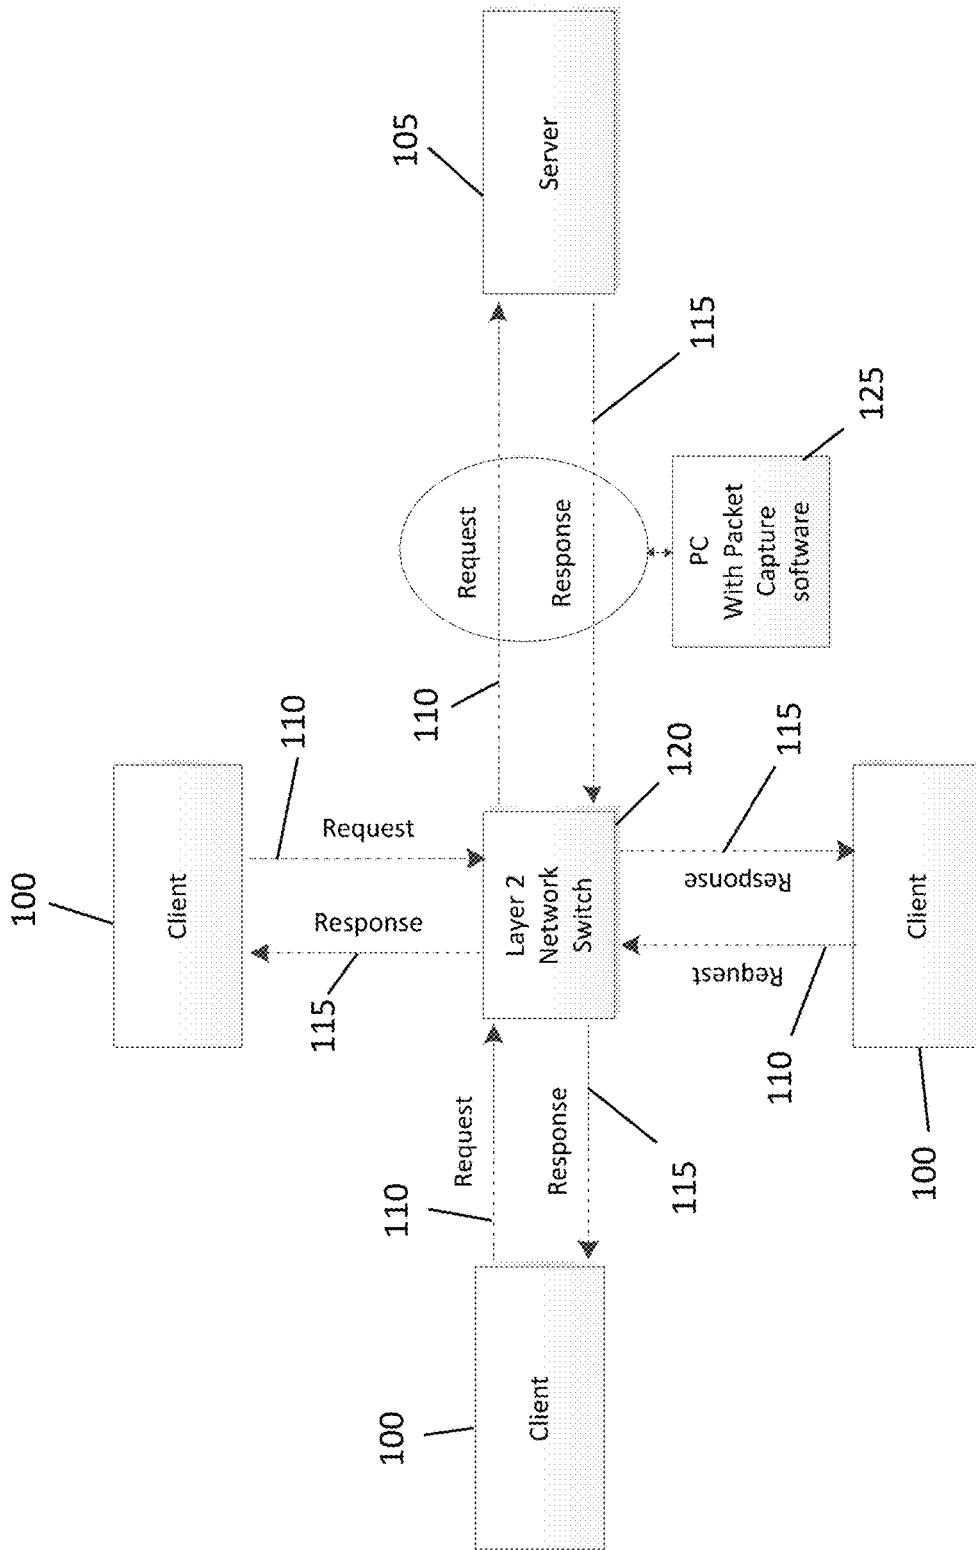 100
Client
115
110
Response
Request
100
110
110
105
Request
Request
Client
Response
Layer 2
Network
Switch
Response
Server
115
120
115
Request
Response
PC
With Packet
Capture
software
125
110
115
100
Client